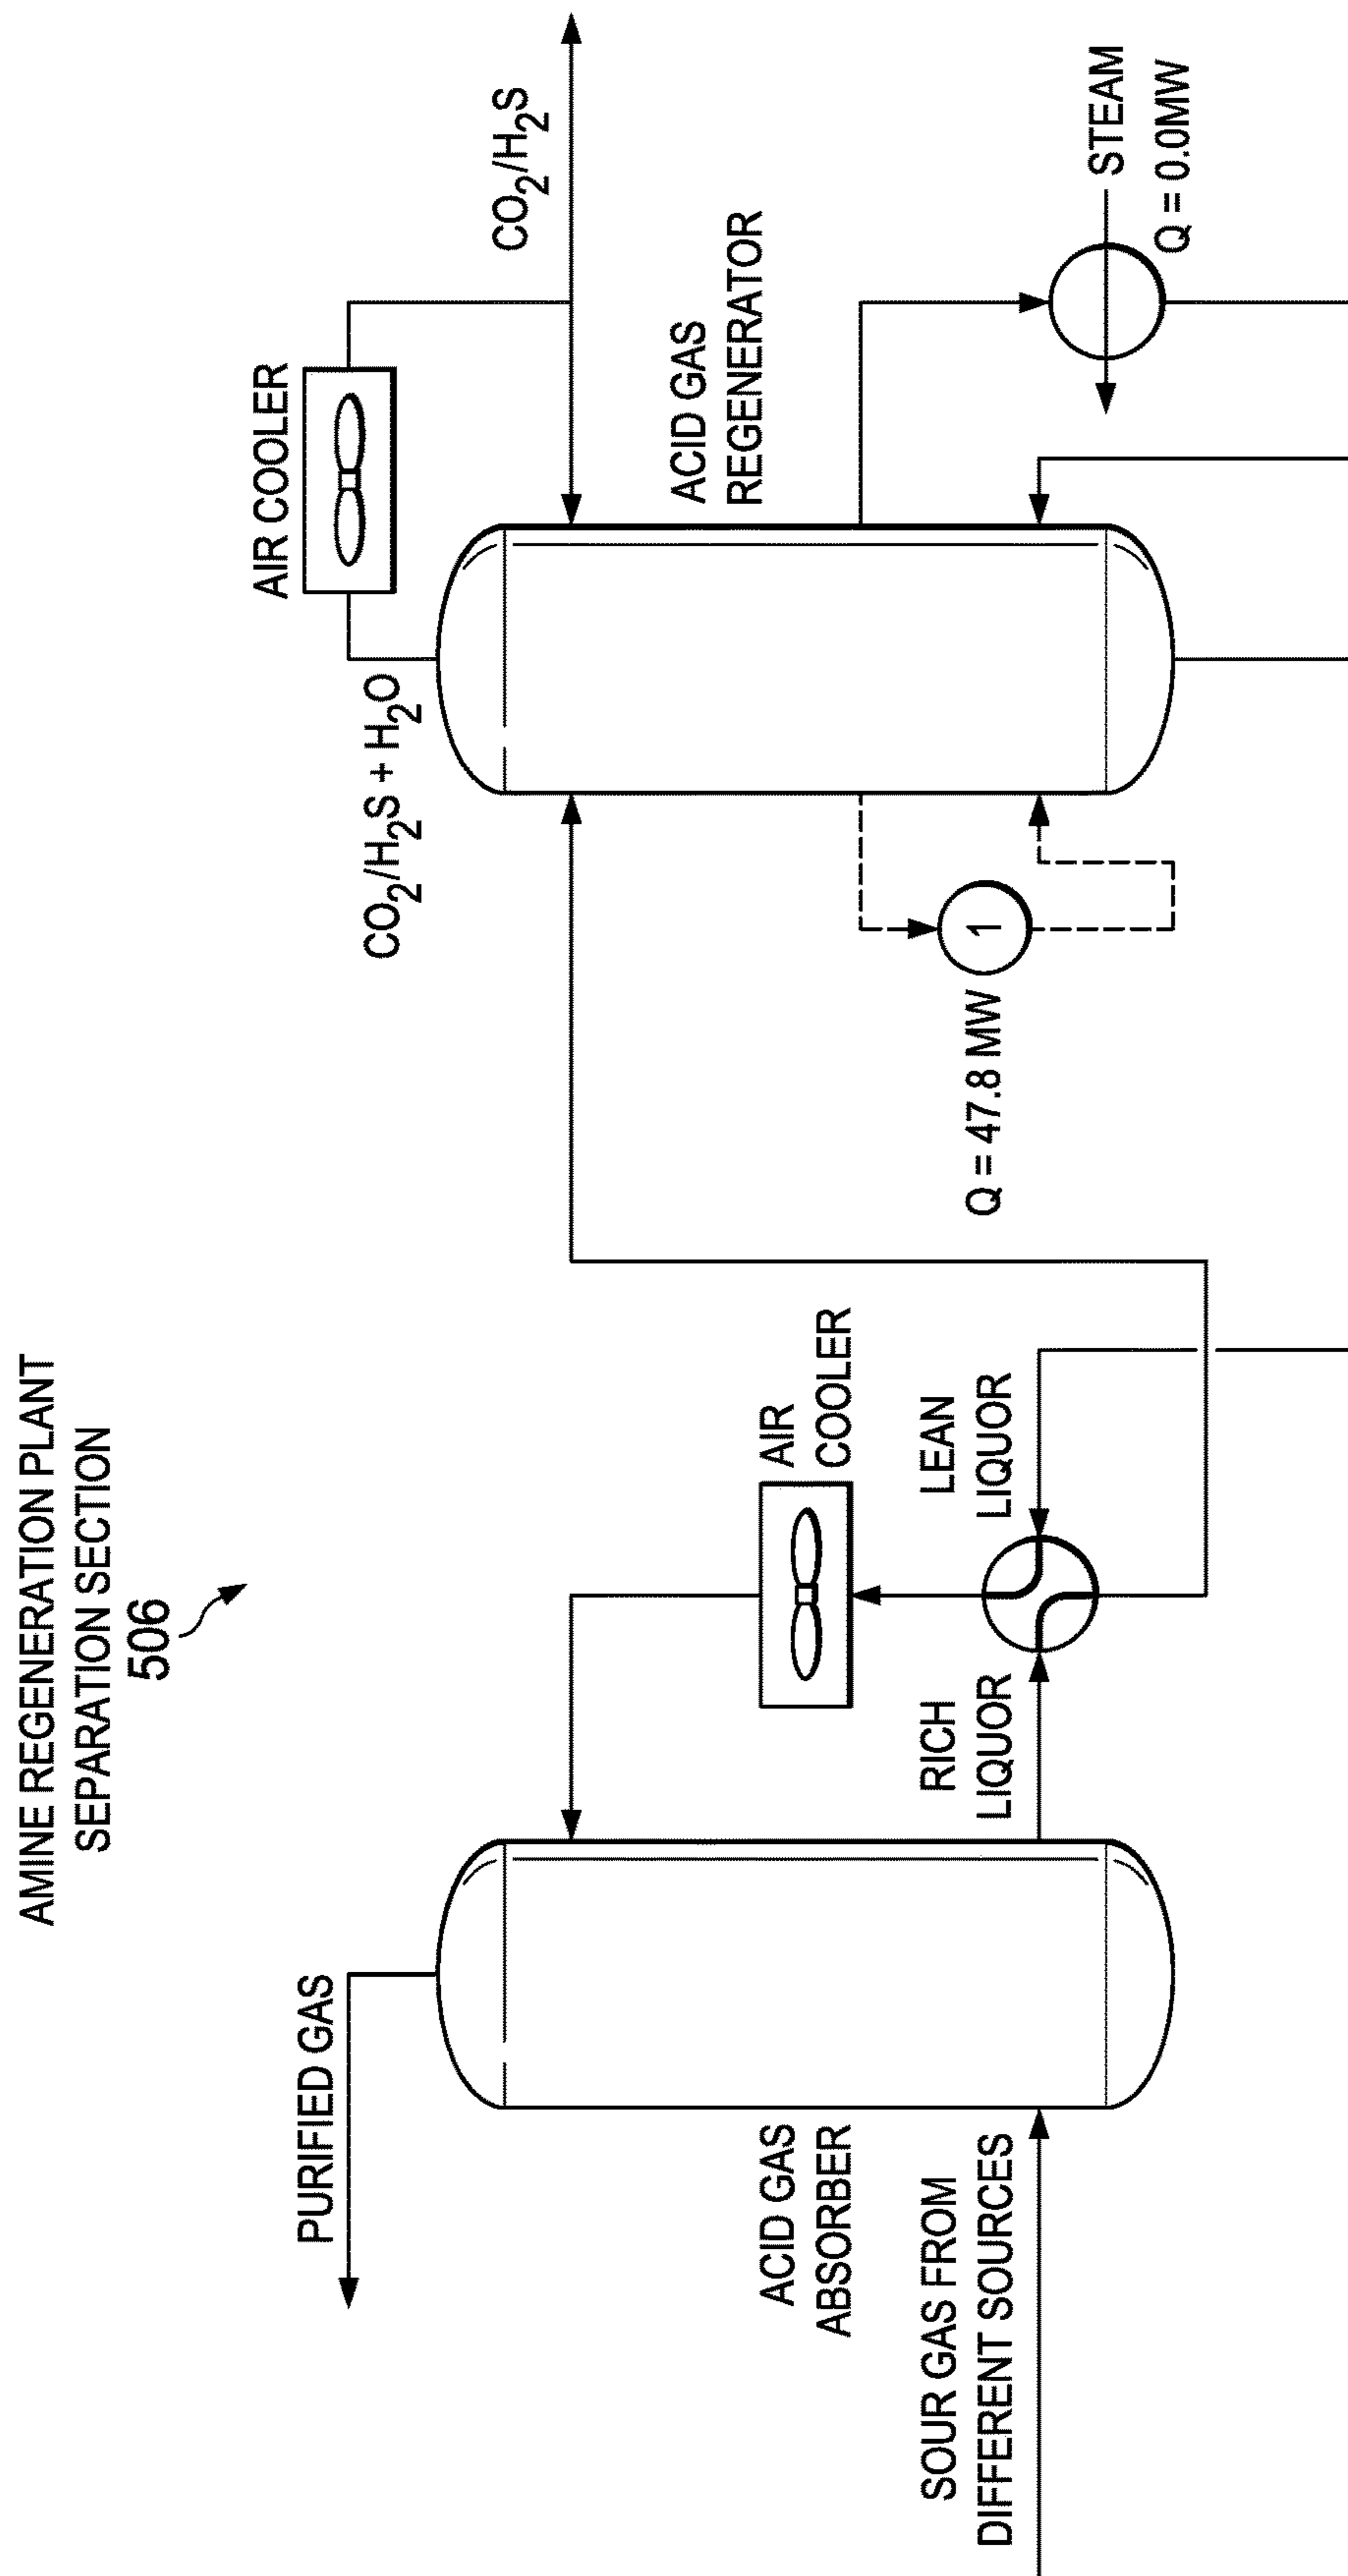 AMINE REGENERATION PLANT
SEPARATION SECTION
506
PURIFIED GAS
ACID GAS
ABSORBER
SOUR GAS FROM
DIFFERENT SOURCES
RICH
LIQUOR
AIR
COOLER
LEAN
LIQUOR
CO2/H2S + H2O
AIR COOLER
CO2/H2S
ACID GAS
REGENERATOR
1
Q = 47.8 MW
STEAM
Q = 0.0MW